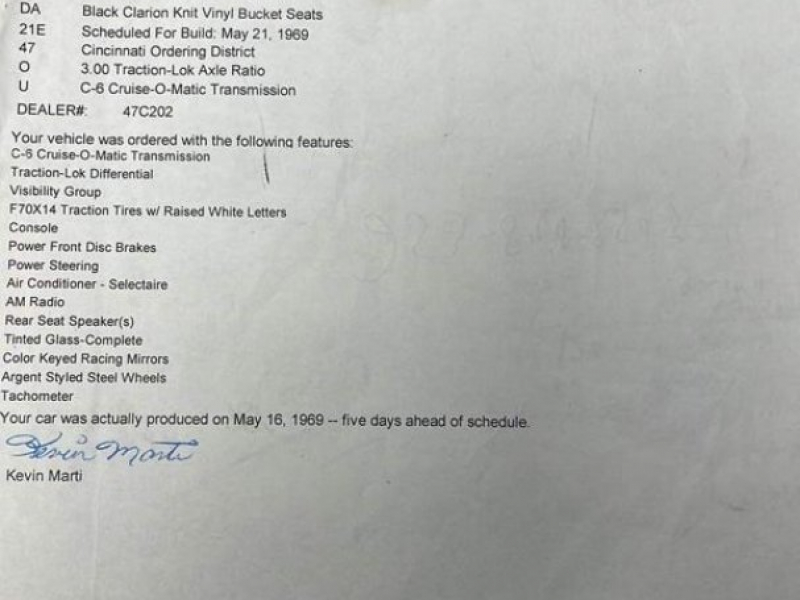 DA Black Clarion Knit Vinyl Bucket Seats
21E Scheduled For Build: May 21, 1969
47 Cincinnati Ordering District
O 3.00 Traction-Lok Axle Ratio
U C-6 Cruise-O-Matic Transmission
DEALER#: 47C202
Your vehicle was ordered with the following features:
C-6 Cruise-O-Matic Transmission
Traction-Lok Differential
Visibility Group
F70X14 Traction Tires w/ Raised White Letters
Console
Power Front Disc Brakes
Power Steering
Air Conditioner - Selectaire
AM Radio
Rear Seat Speaker(s)
Tinted Glass-Complete
Color Keyed Racing Mirrors
Argent Styled Steel Wheels
Tachometer
Your car was actually produced on May 16, 1969 -- five days ahead of schedule.
Kevin Marti
Kevin Marti